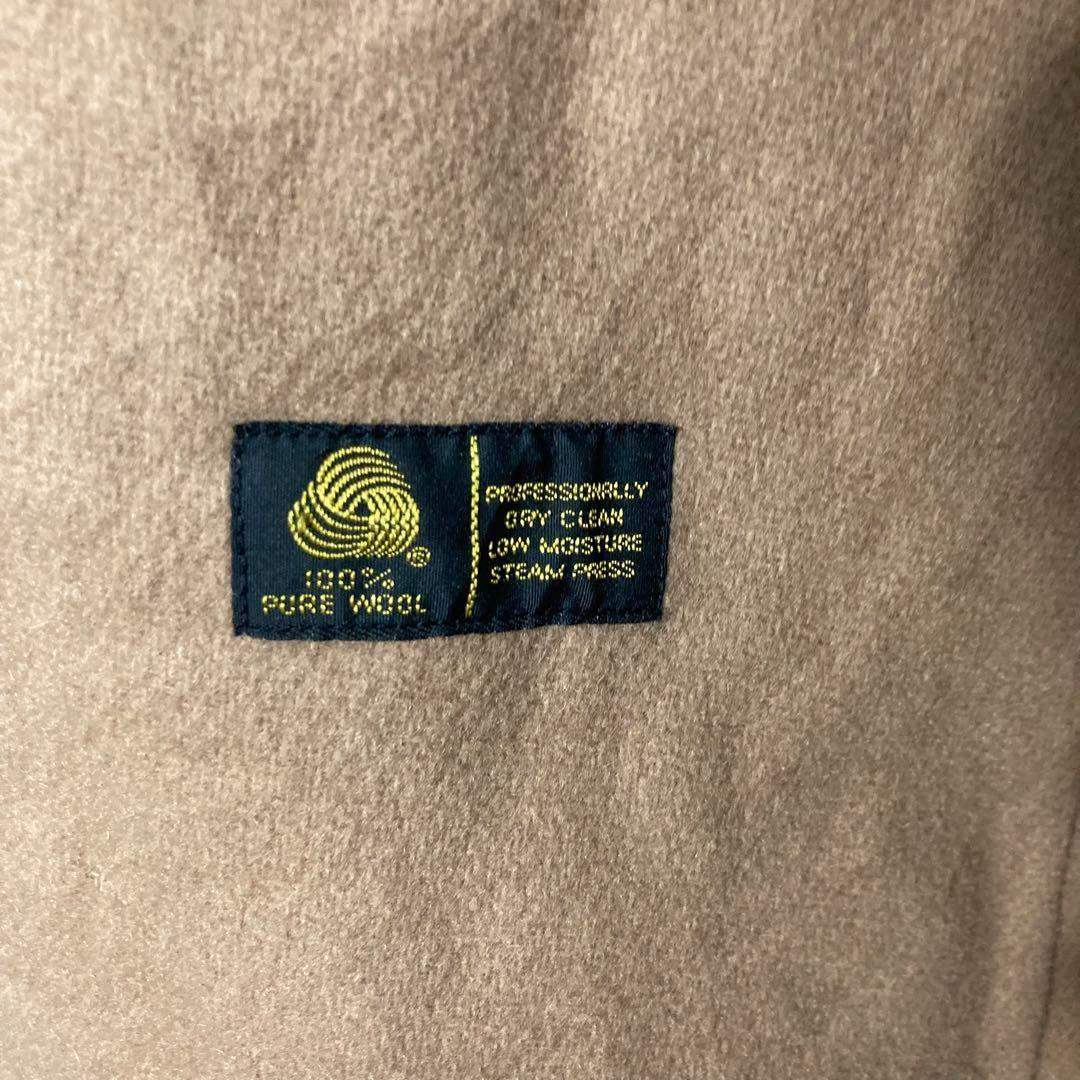 ®
100%
PURE WOOL
PROFESSIONALLY
DRY CLEAN
LOW MOISTURE
STEAM PRESS